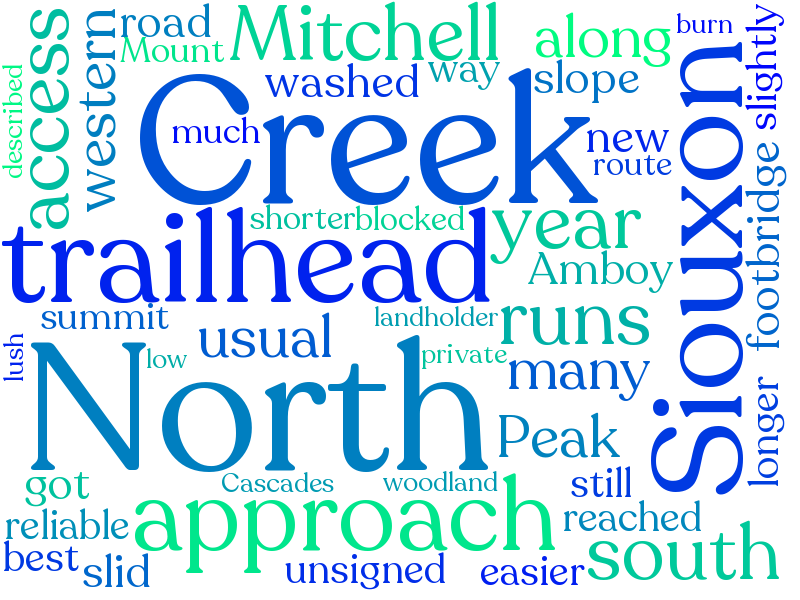 burn
road
Mitchell
along
Mount
western
access
described
washed
way
slope
slightly
Creek
much
new
route
Siouxon
footbridge
shorter
blocked
year
trailhead
Amboy
summit
landholder
runs
usual
lush
low
private
many
North
longer
Peak
got
Cascades
woodland
still
approach
reliable
reached
south
best
slid
unsigned
easier